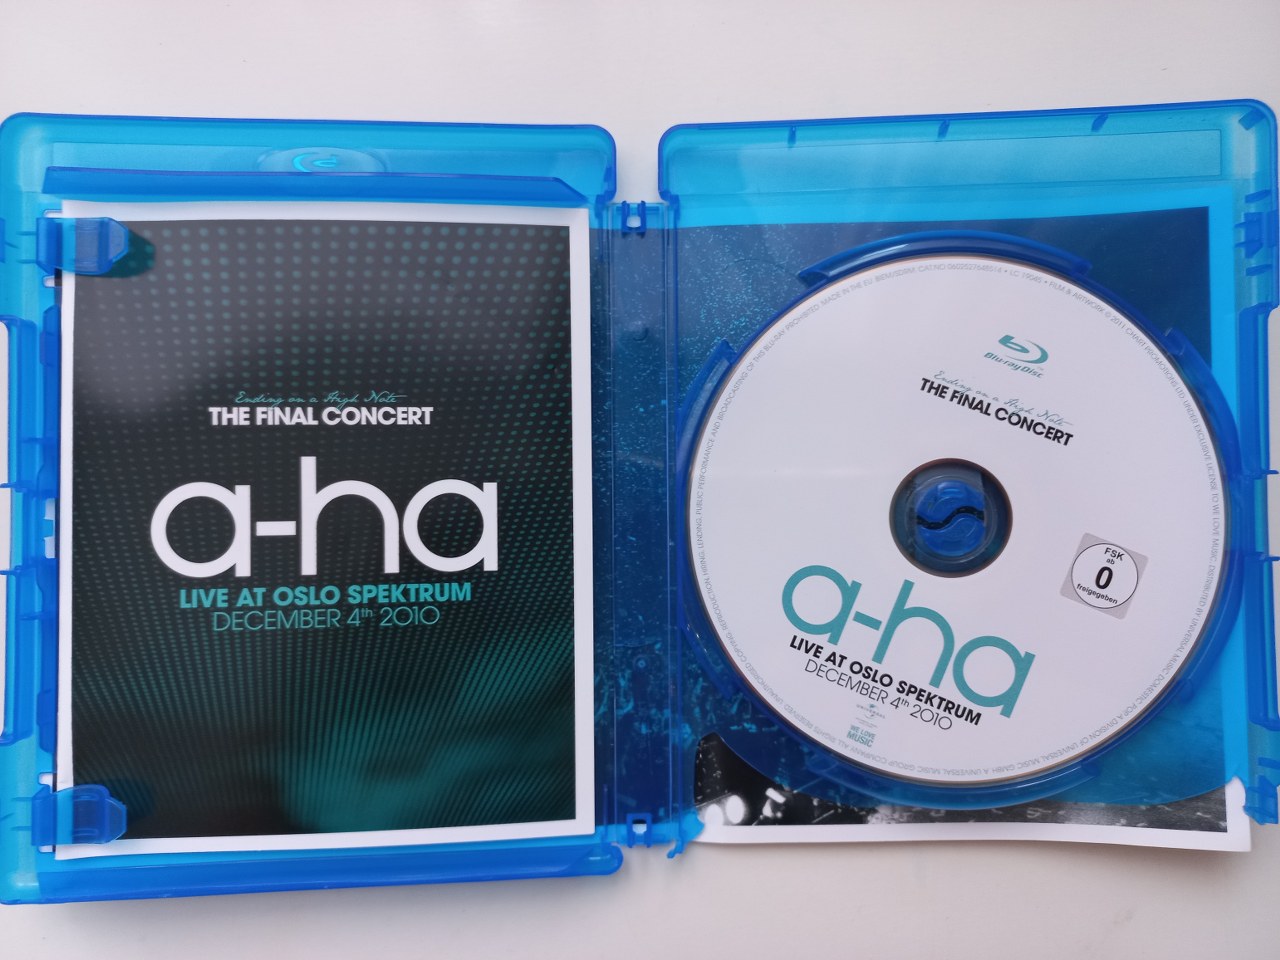 Ending on a High Note
THE FINAL CONCERT
a-ha
LIVE AT OSLO SPEKTRUM
DECEMBER 4th 2010
Blu-ray Disc
Ending on a High Note
THE FINAL CONCERT
FSK
ab
0
freigegeben
a-ha
LIVE AT OSLO SPEKTRUM
DECEMBER 4th 2010
UNIVERSAL
WE LOVE
MUSIC